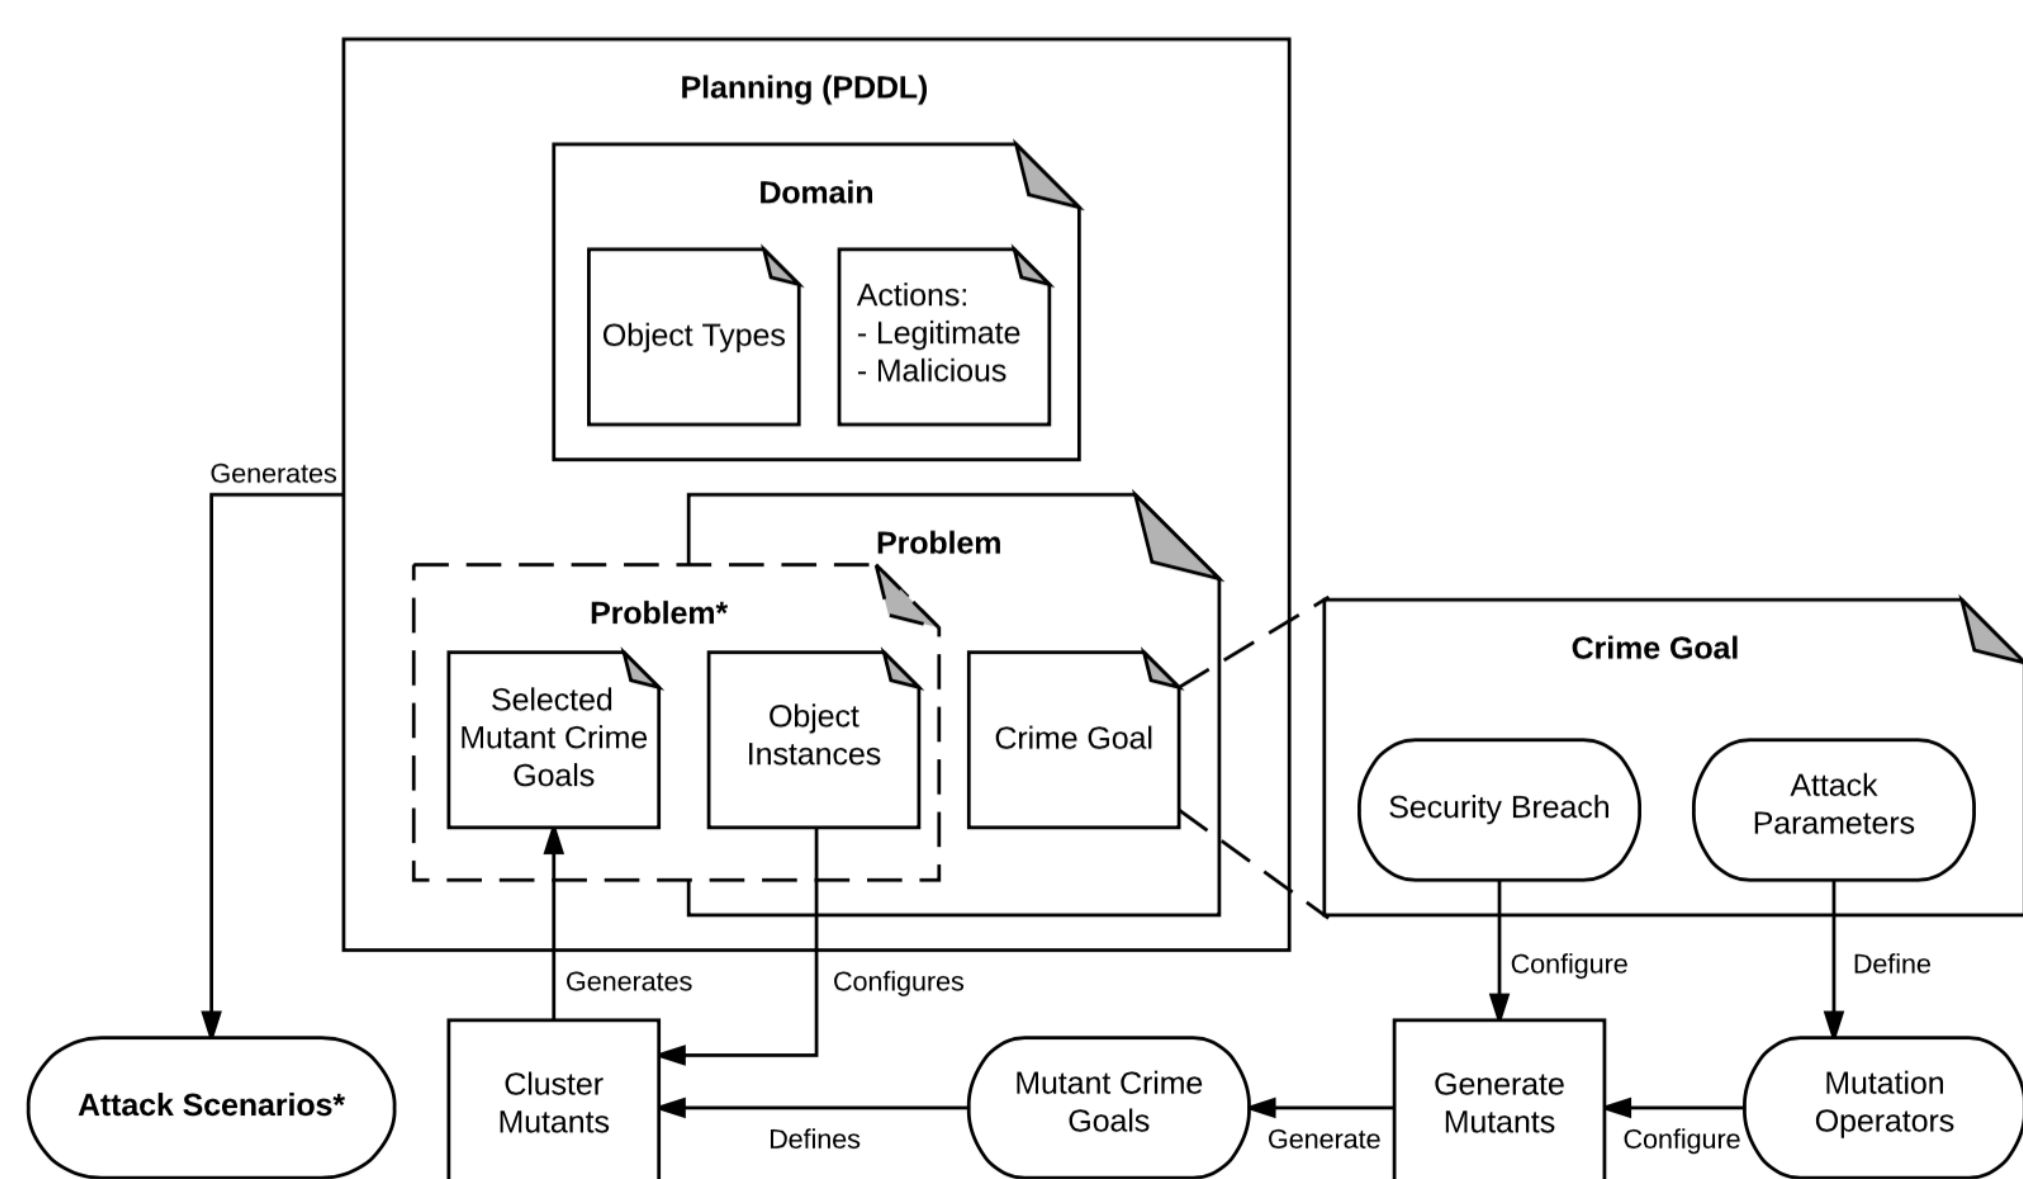 Planning (PDDL)
Domain
Object Types
Actions:
- Legitimate
- Malicious
Generates
Problem
Problem*
Selected
Mutant Crime
Goals
Object
Instances
Crime Goal
Crime Goal
Security Breach
Attack
Parameters
Generates
Configures
Configure
Define
Attack Scenarios*
Cluster
Mutants
Defines
Mutant Crime
Goals
Generate
Generate
Mutants
Configure
Mutation
Operators